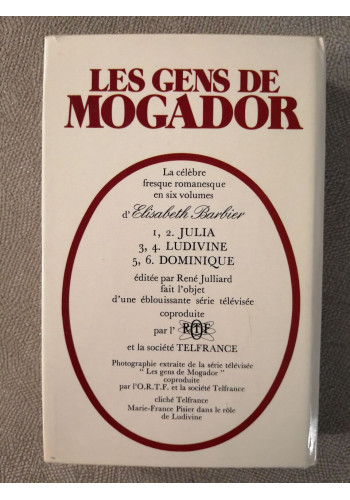 LES GENS DE
MOGADOR
La célèbre
fresque romanesque
en six volumes
d'Elisabeth Barbier
1, 2. JULIA
3, 4. LUDIVINE
5, 6. DOMINIQUE
éditée par René Julliard
fait l'objet
d'une éblouissante série télévisée
coproduite
par l' ORTF
et la société TELFRANCE
Photographie extraite de la série télévisée
" Les gens de Mogador "
coproduite
par l'O.R.T.F. et la société Telfrance
cliché Telfrance
Marie-France Pisier dans le rôle
de Ludivine